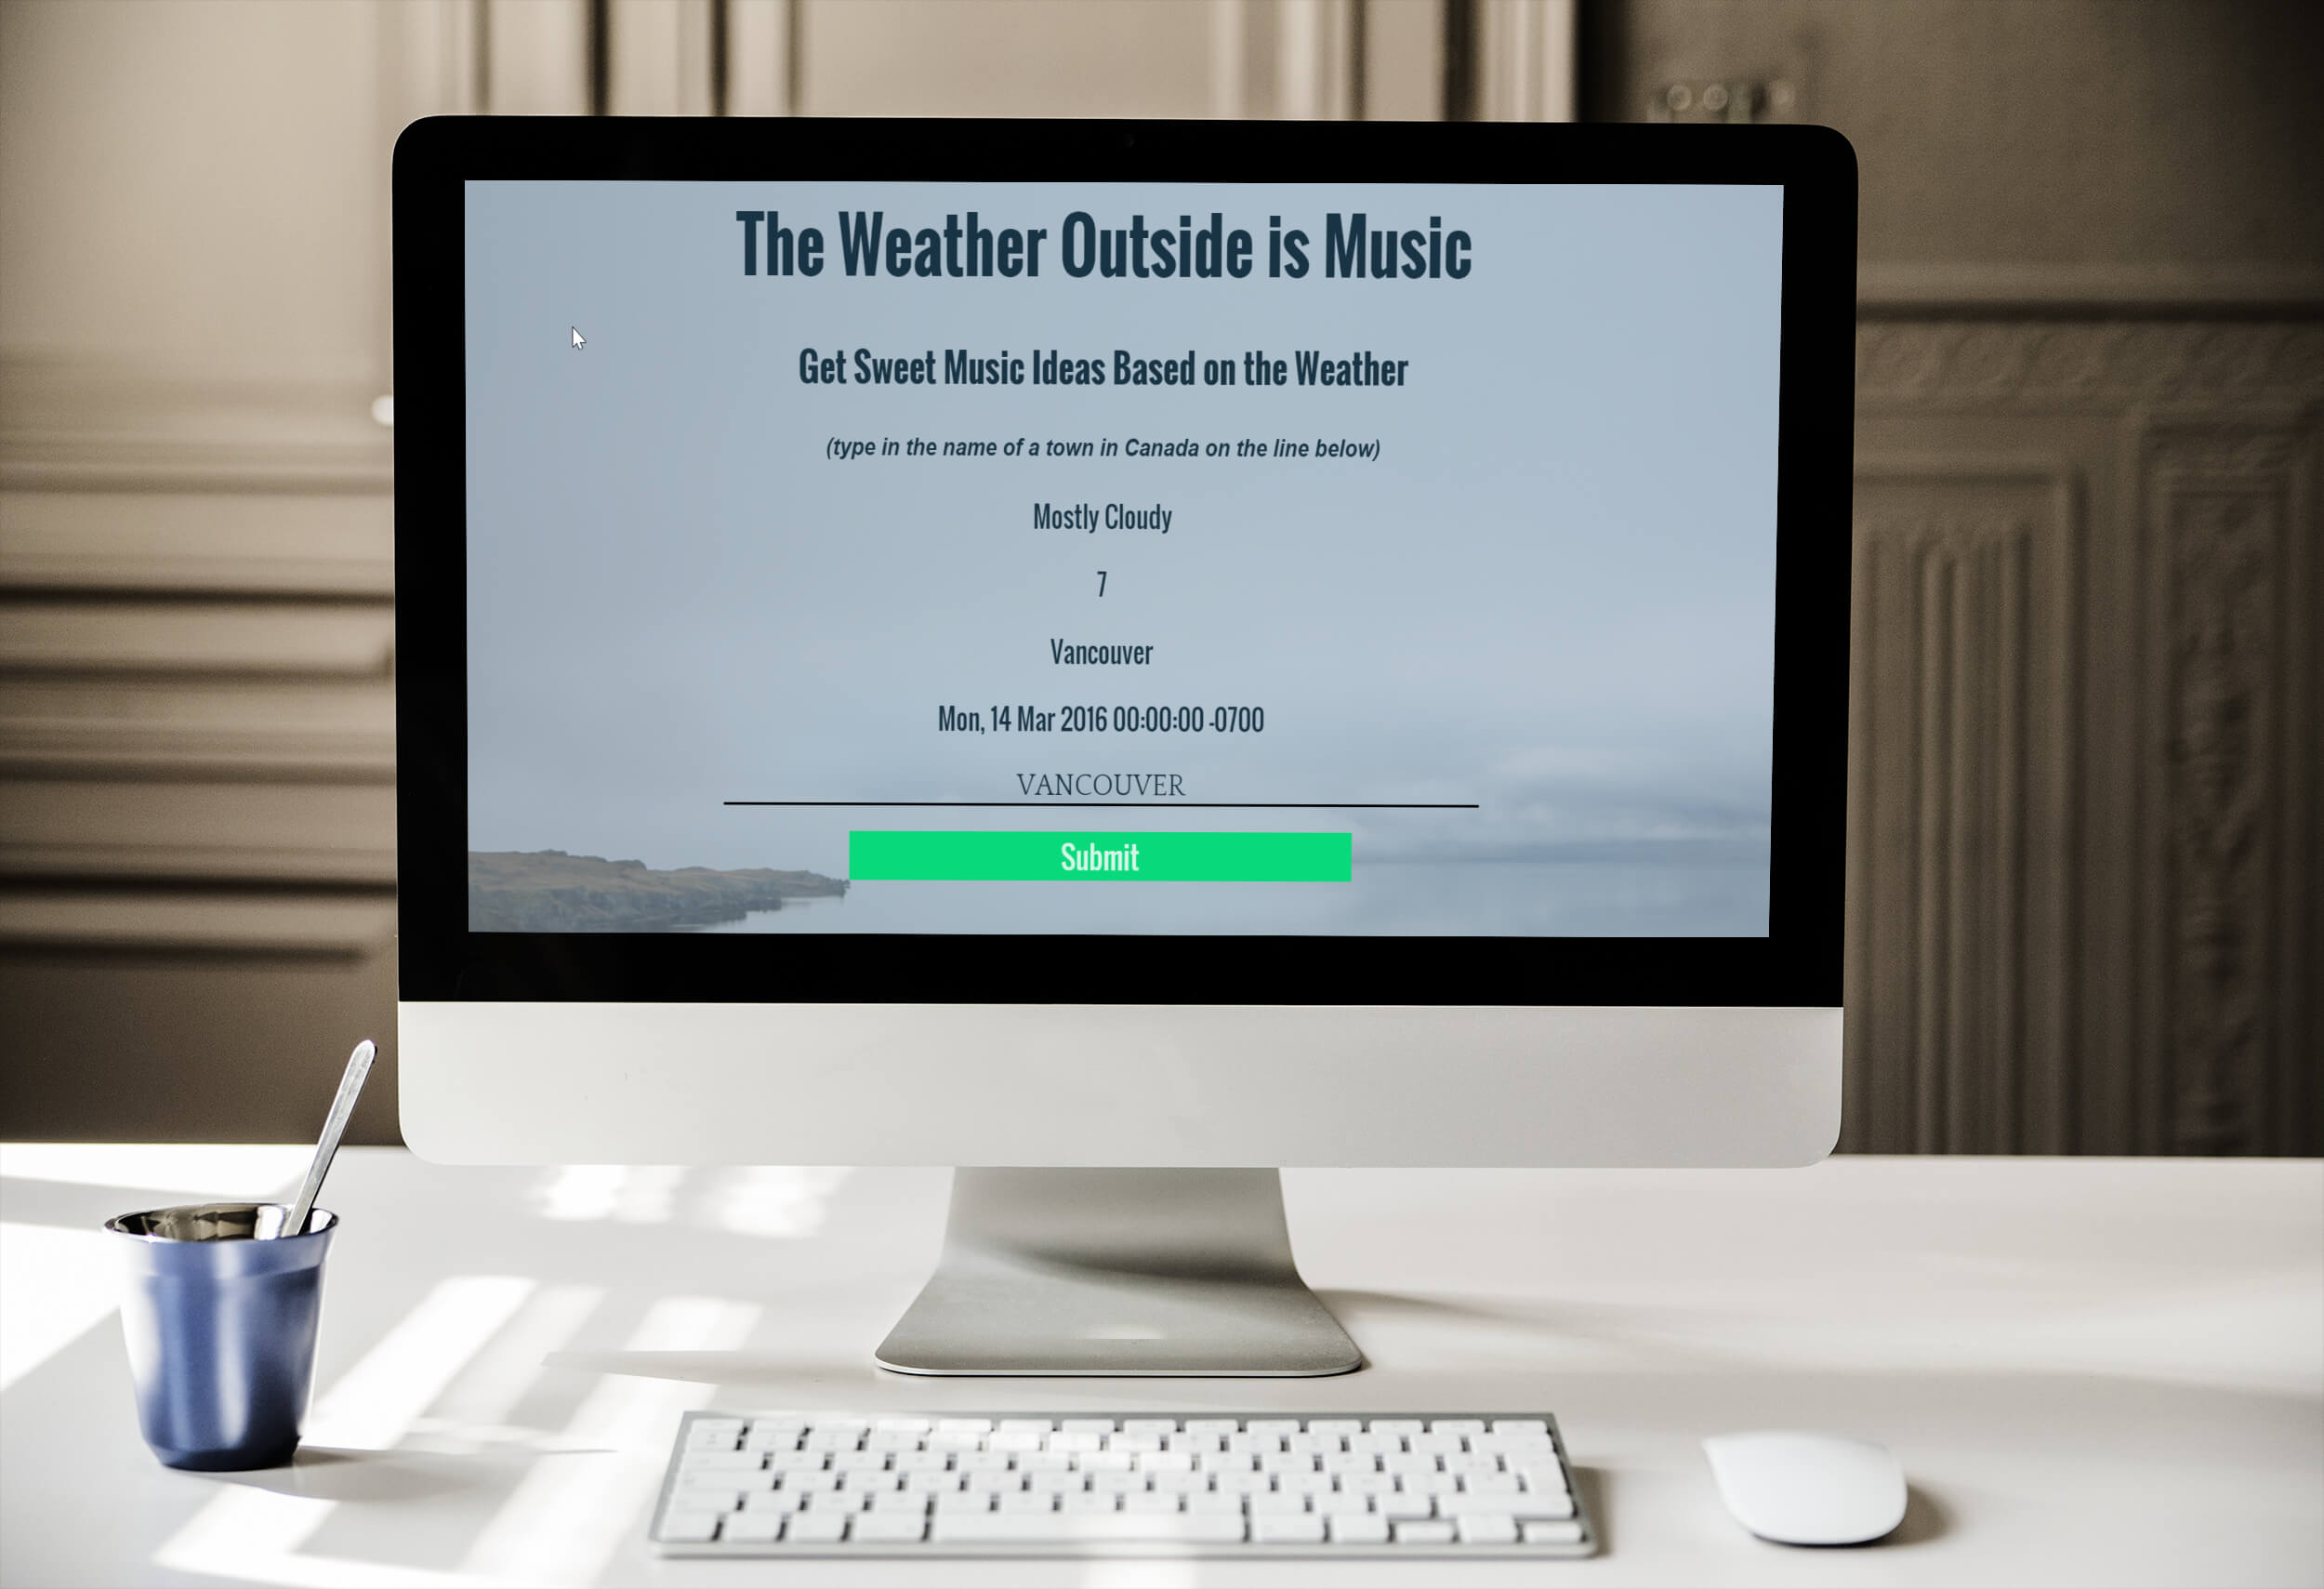 The Weather Outside is Music
Get Sweet Music Ideas Based on the Weather
(type in the name of a town in Canada on the line below)
Mostly Cloudy
7
Vancouver
Mon, 14 Mar 2016 00:00:00 -0700
VANCOUVER
Submit